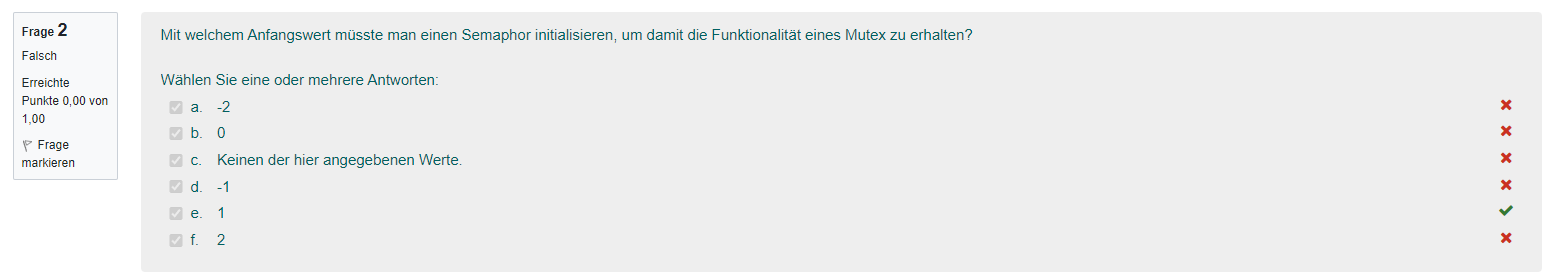 Frage 2
Falsch
Erreichte
Punkte 0,00 von
1,00
Frage
markieren
Mit welchem Anfangswert müsste man einen Semaphor initialisieren, um damit die Funktionalität eines Mutex zu erhalten?
Wählen Sie eine oder mehrere Antworten:
a. -2
b. 0
c. Keinen der hier angegebenen Werte.
d. -1
e. 1
f. 2